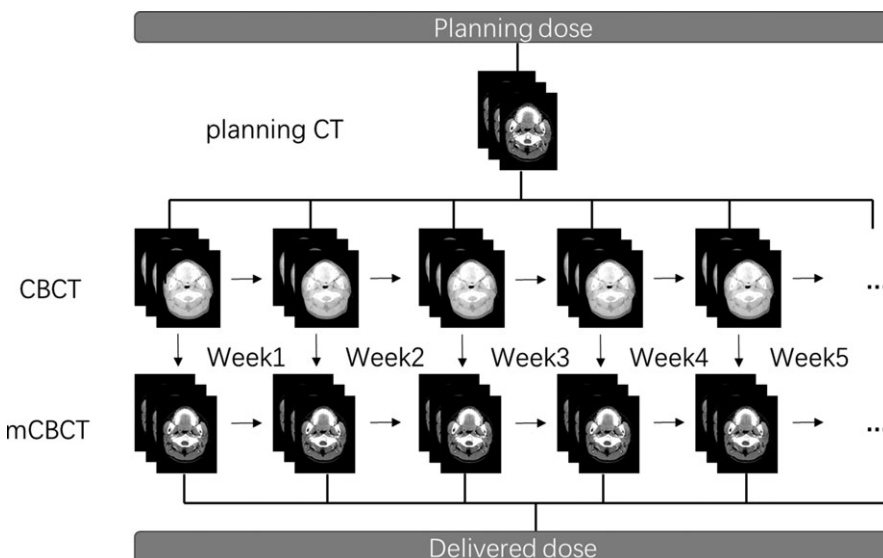 Planning dose
planning CT
CBCT
...
Week1 Week2 Week3 Week4 Week5
mCBCT
...
Delivered dose